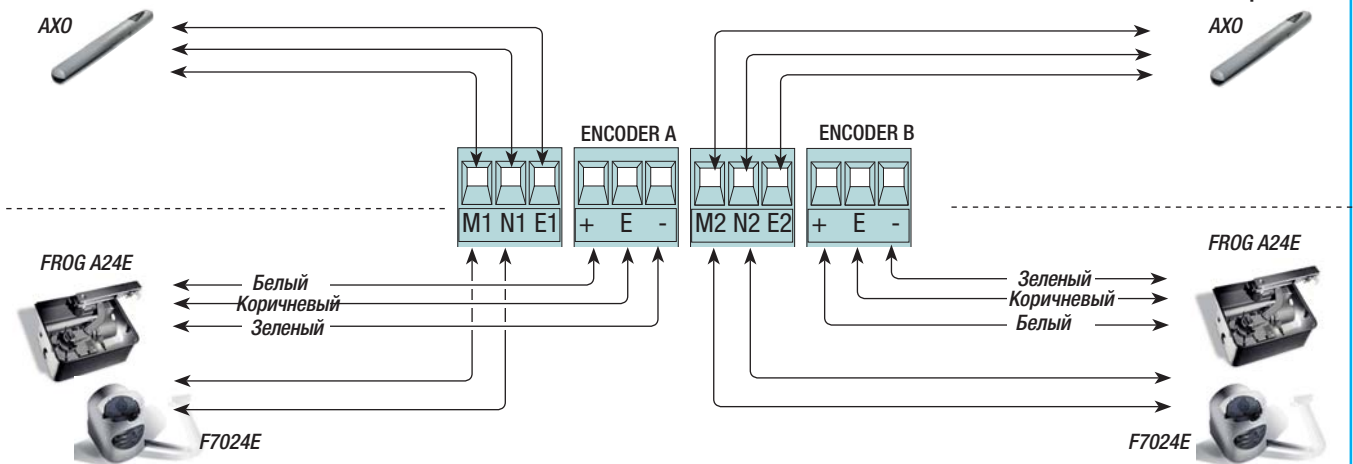 AXO
AXO
ENCODER A
ENCODER B
M1 N1 E1
+ E -
M2 N2 E2
+ E -
FROG A24E
FROG A24E
Белый
Коричневый
Зеленый
Зеленый
Коричневый
Белый
F7024E
F7024E